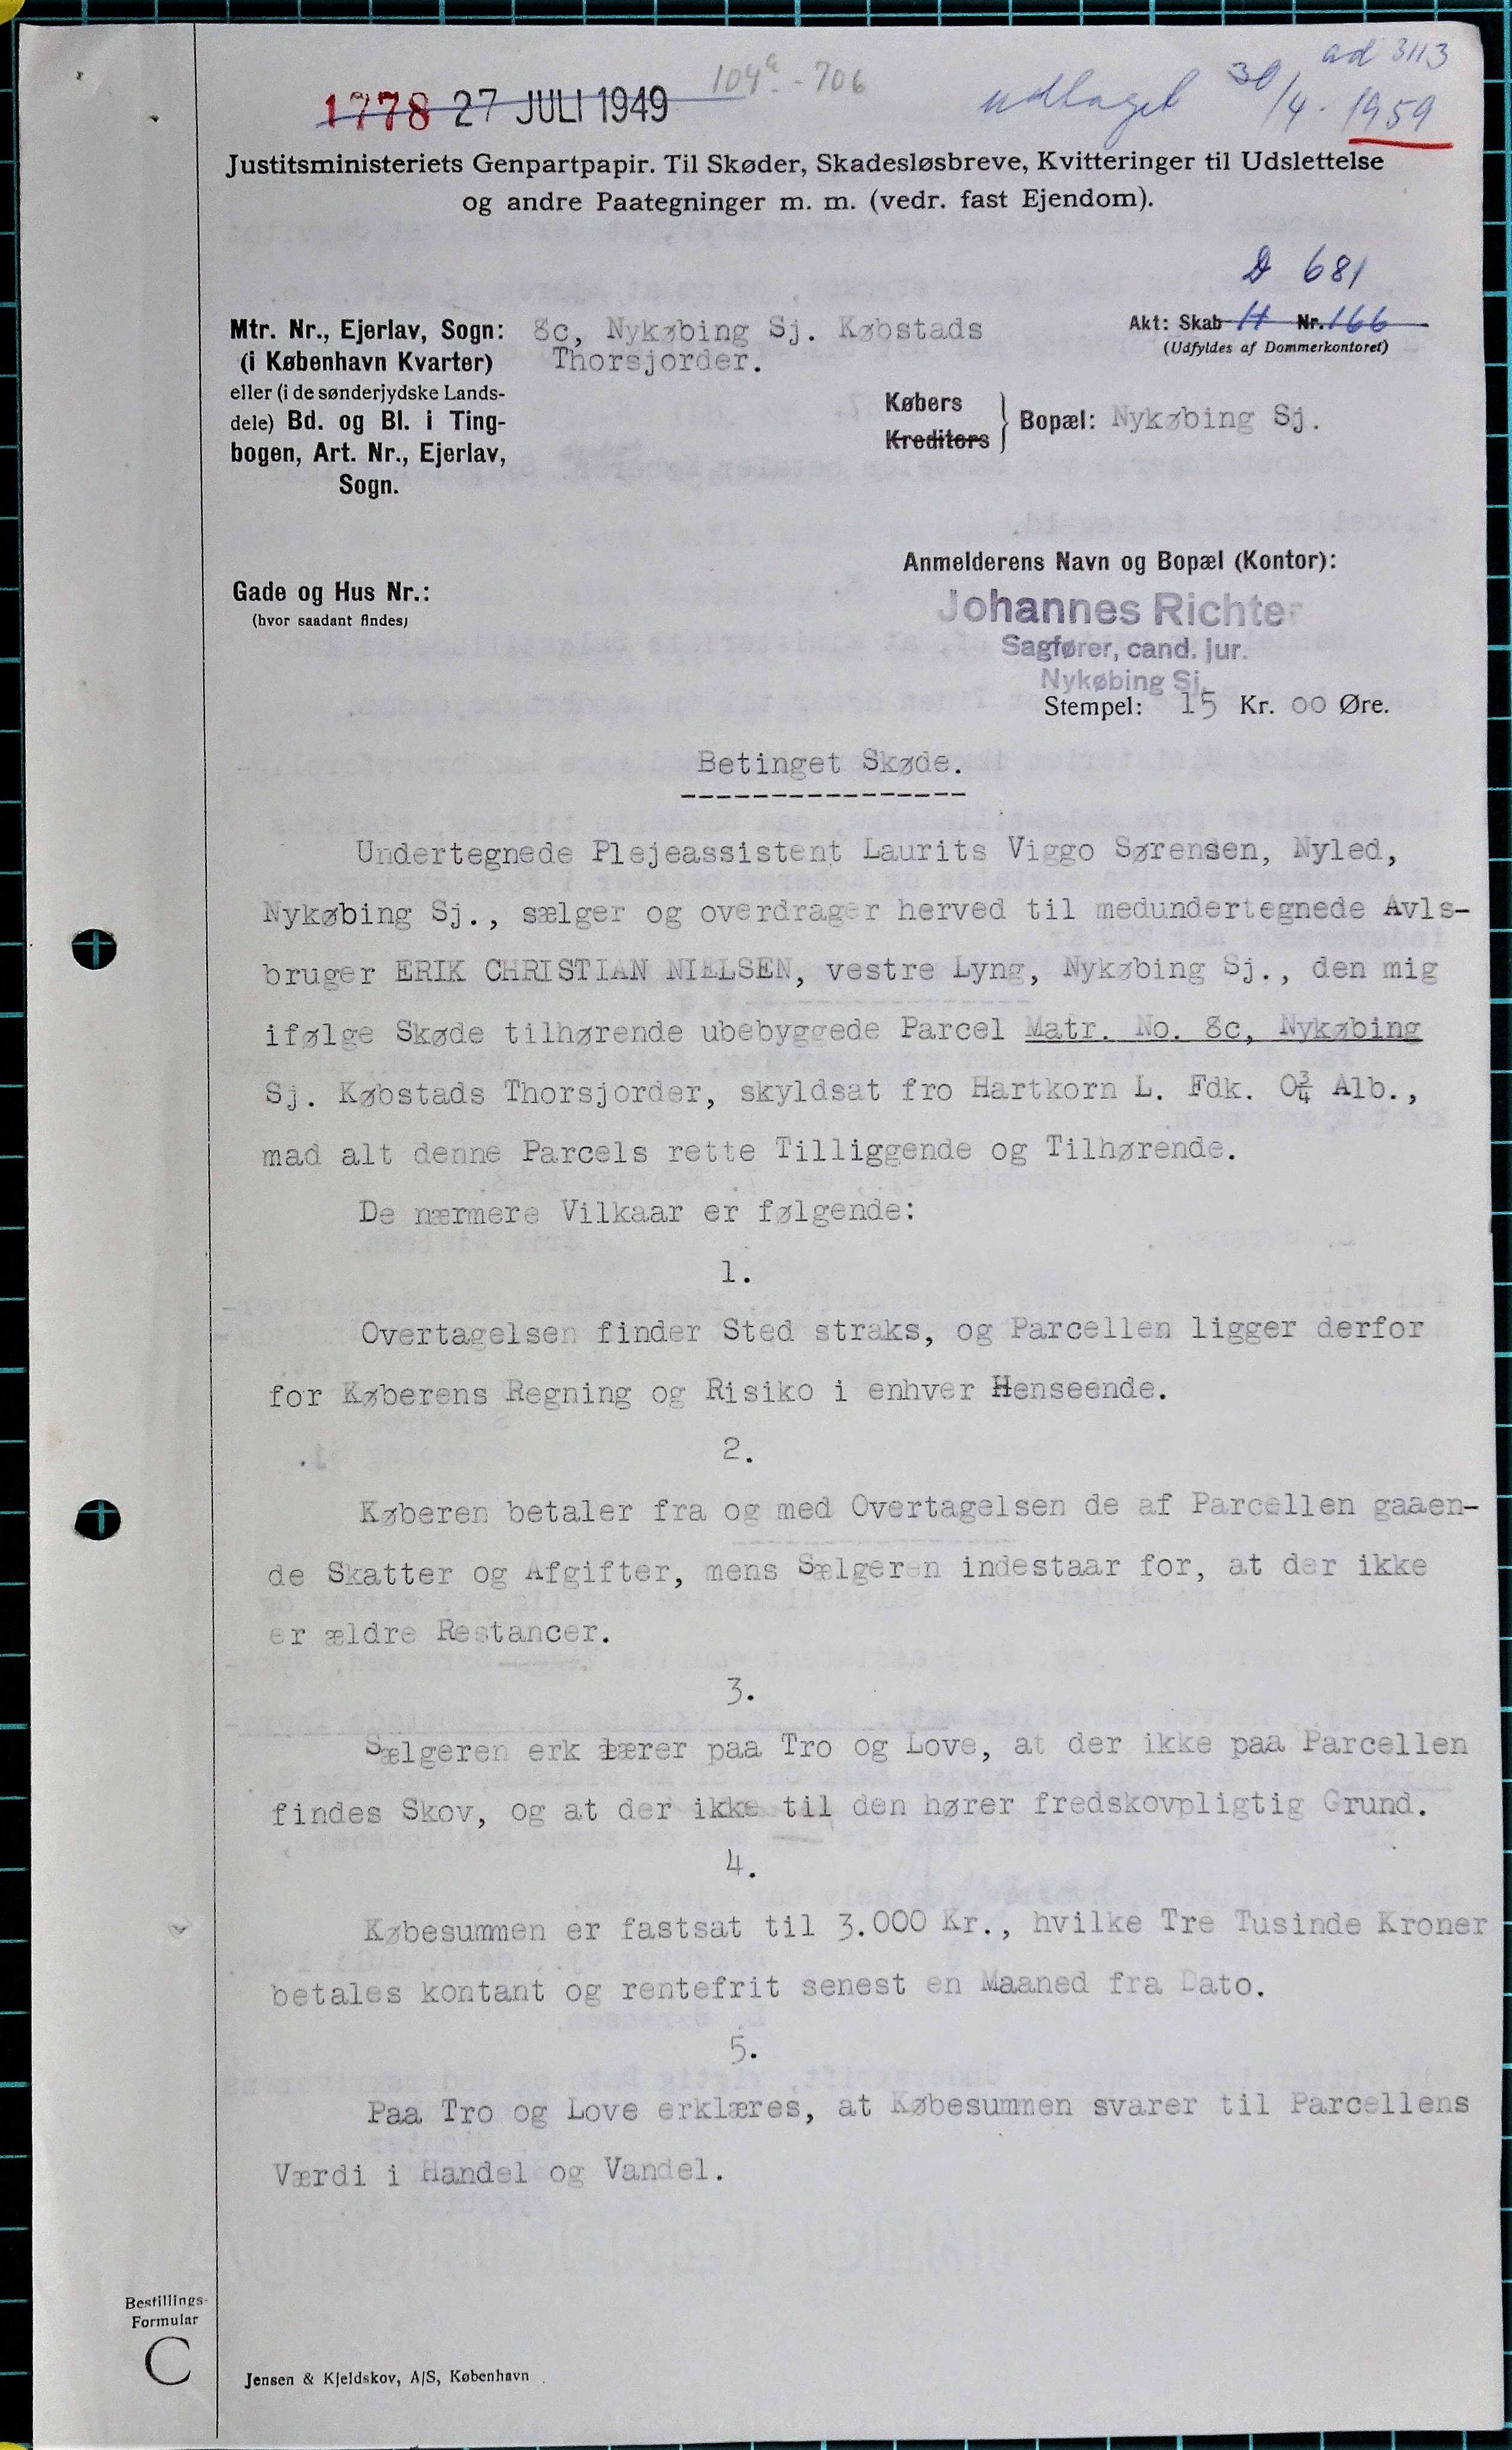 ad 3113
104a - 706
1778 27 JULI 1949
udtaget 30/4 - 1959
Justitsministeriets Genpartpapir. Til Skøder, Skadesløsbreve, Kvitteringer til Udslettelse
og andre Paategninger m. m. (vedr. fast Ejendom).
D 681
Mtr. Nr., Ejerlav, Sogn: 8c, Nykøbing Sj. Købstads
Akt: Skab H Nr. 166
(i København Kvarter) Thorsjorder.
(Udfyldes af Dommerkontoret)
eller (i de sønderjydske Lands-
dele) Bd. og Bl. i Ting-
bogen, Art. Nr., Ejerlav,
Sogn.
Købers
Kreditors
Bopæl: Nykøbing Sj.
Anmelderens Navn og Bopæl (Kontor):
Gade og Hus Nr.:
(hvor saadant findes)
Johannes Richter
Sagfører, cand. jur.
Nykøbing Sj.
Stempel: 15 Kr. 00 Øre.
Betinget Skøde.
Undertegnede Plejeassistent Laurits Viggo Sørensen, Nyled,
Nykøbing Sj., sælger og overdrager herved til medundertegnede Avls-
bruger ERIK CHRISTIAN NIELSEN, vestre Lyng, Nykøbing Sj., den mig
ifølge Skøde tilhørende ubebyggede Parcel Matr. No. 8c, Nykøbing
Sj. Købstads Thorsjorder, skyldsat fro Hartkorn L. Fdk. 0¾ Alb.,
mad alt denne Parcels rette Tilliggende og Tilhørende.
De nærmere Vilkaar er følgende:
1.
Overtagelsen finder Sted straks, og Parcellen ligger derfor
for Køberens Regning og Risiko i enhver Henseende.
2.
Køberen betaler fra og med Overtagelsen de af Parcellen gaaen-
de Skatter og Afgifter, mens Sælgeren indestaar for, at der ikke
er ældre Restancer.
3.
Sælgeren erklærer paa Tro og Love, at der ikke paa Parcellen
findes Skov, og at der ikke til den hører fredskovpligtig Grund.
4.
Købesummen er fastsat til 3.000 Kr., hvilke Tre Tusinde Kroner
betales kontant og rentefrit senest en Maaned fra Dato.
5.
Paa Tro og Love erklæres, at Købesummen svarer til Parcellens
Værdi i Handel og Vandel.
Bestillings-
Formular
C
Jensen & Kjeldskov, A/S, København